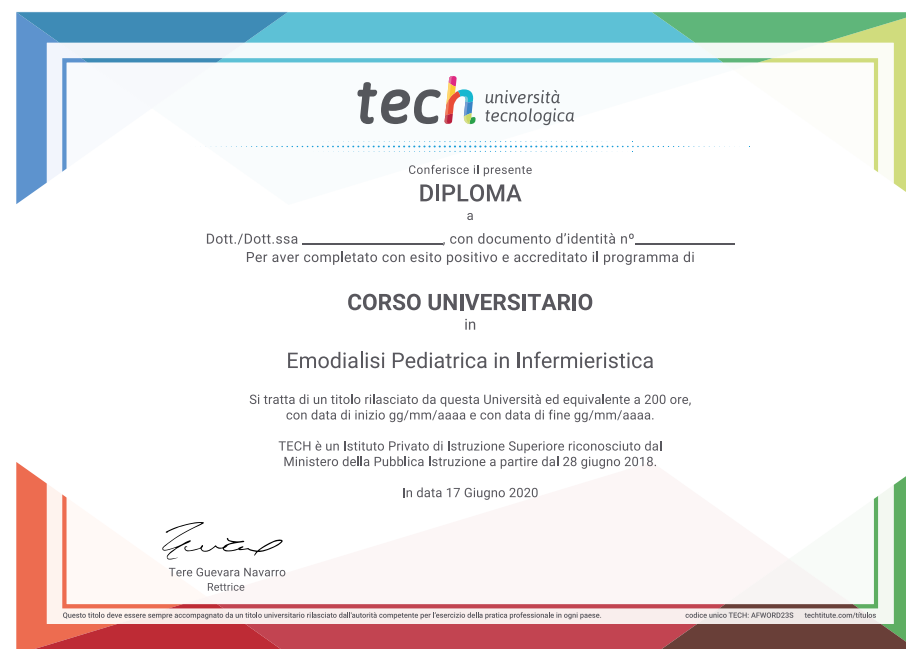 tech università
tecnologica
Conferisce il presente
DIPLOMA
a
Dott./Dott.ssa ____________________, con documento d'identità nº______________
Per aver completato con esito positivo e accreditato il programma di
CORSO UNIVERSITARIO
in
Emodialisi Pediatrica in Infermieristica
Si tratta di un titolo rilasciato da questa Università ed equivalente a 200 ore,
con data di inizio gg/mm/aaaa e con data di fine gg/mm/aaaa.
TECH è un Istituto Privato di Istruzione Superiore riconosciuto dal
Ministero della Pubblica Istruzione a partire dal 28 giugno 2018.
In data 17 Giugno 2020
Tere Guevara Navarro
Rettrice
Questo titolo deve essere sempre accompagnato da un titolo universitario rilasciato dall'autorità competente per l'esercizio della pratica professionale in ogni paese. codice unico TECH: AFWORD23S techtitute.com/titulos